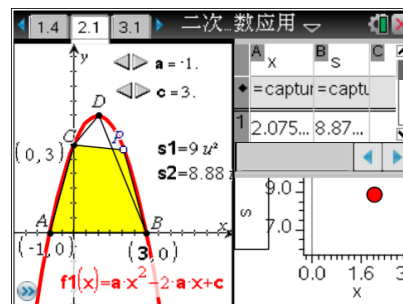 1.4 2.1 3.1 二次…数应用
y
a = -1.
c = 3.
D
C P
(0,3)
s1=9 u²
s2=8.88
A B x
(-1,0) (3,0)
f1(x)=a·x²-2·a·x+c
A B C
x s
=captur =captu
1 2.075… 8.87…
9.0
7.0
s
0.0 1.6 3
x